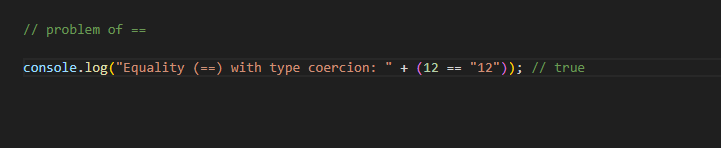 // problem of ==
console.log("Equality (==) with type coercion: " + (12 == "12")); // true